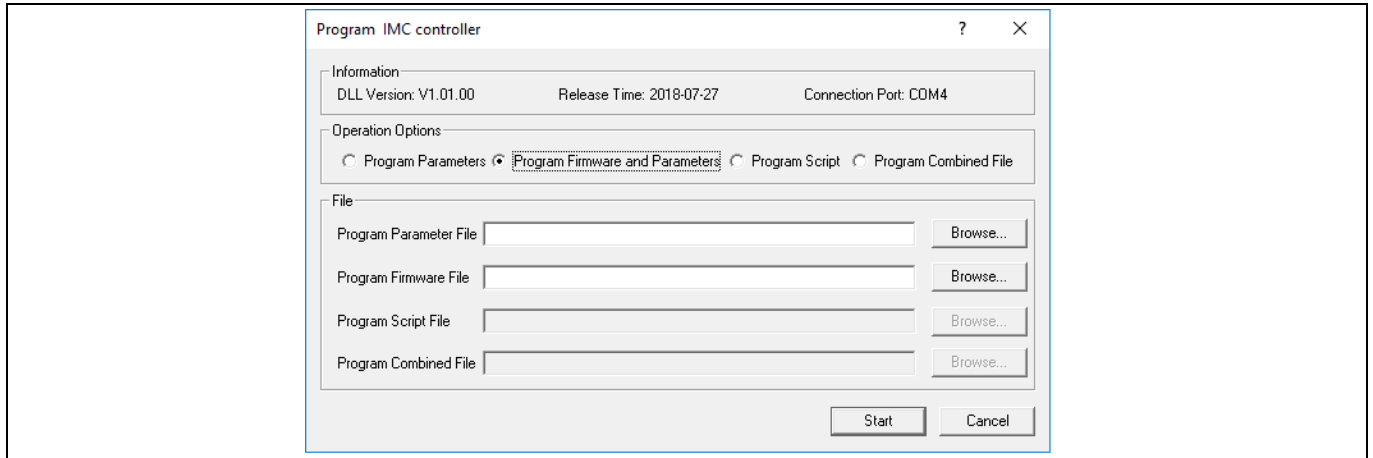 Program  IMC controller ?
Information
DLL Version: V1.01.00 Release Time: 2018-07-27 Connection Port: COM4
Operation Options
Program Parameters Program Firmware and Parameters Program Script Program Combined File
File
Program Parameter File Browse...
Program Firmware File Browse...
Program Script File Browse...
Program Combined File Browse...
Start Cancel